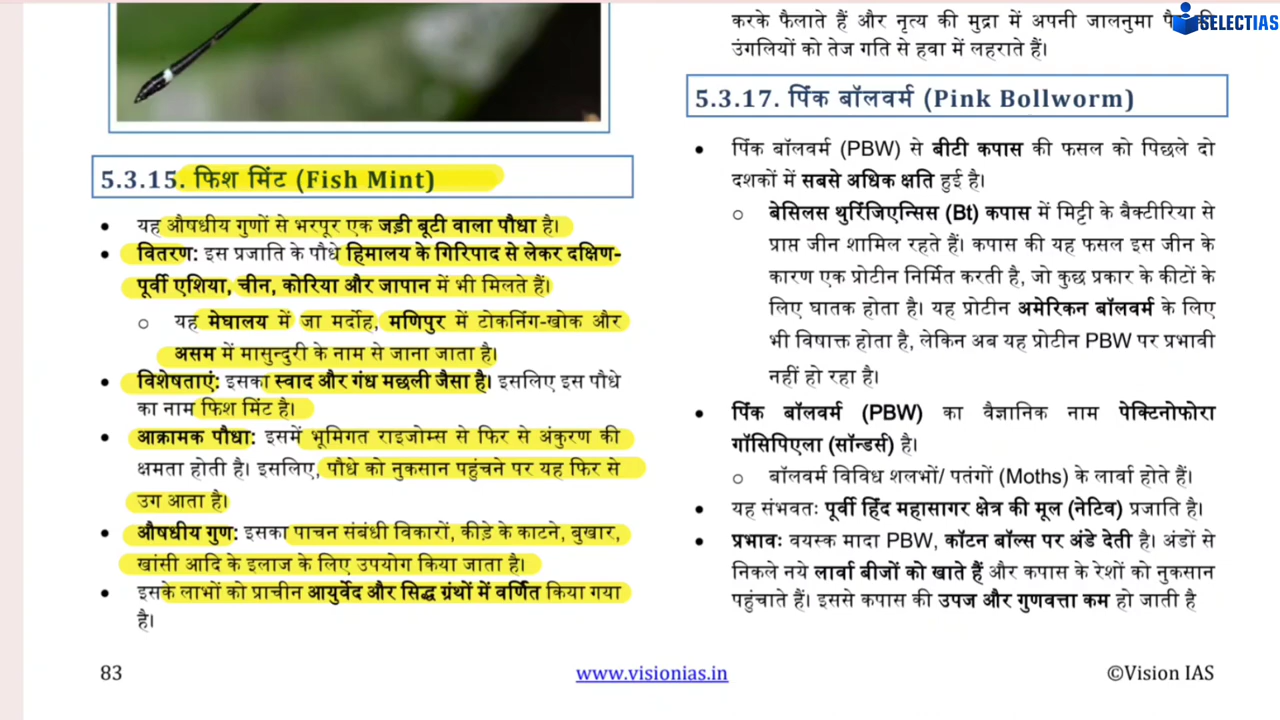 5.3.15. फिश मिंट (Fish Mint)
• यह औषधीय गुणों से भरपूर एक जड़ी बूटी वाला पौधा है।
• वितरण: इस प्रजाति के पौधे हिमालय के गिरिपाद से लेकर दक्षिण-
पूर्वी एशिया, चीन, कोरिया और जापान में भी मिलते हैं।
o यह मेघालय में जा मर्दोह, मणिपुर में टोकनिंग-खोक और
असम में मासुन्दुरी के नाम से जाना जाता है।
• विशेषताएं: इसका स्वाद और गंध मछली जैसा है। इसलिए इस पौधे
का नाम फिश मिंट है।
• आक्रामक पौधा: इसमें भूमिगत राइजोम्स से फिर से अंकुरण की
क्षमता होती है। इसलिए, पौधे को नुकसान पहुंचने पर यह फिर से
उग आता है।
• औषधीय गुण: इसका पाचन संबंधी विकारों, कीड़े के काटने, बुखार,
खांसी आदि के इलाज के लिए उपयोग किया जाता है।
• इसके लाभों को प्राचीन आयुर्वेद और सिद्ध ग्रंथों में वर्णित किया गया
है।
करके फैलाते हैं और नृत्य की मुद्रा में अपनी जालनुमा
उंगलियों को तेज गति से हवा में लहराते हैं।
SELECTIAS
5.3.17. पिंक बॉलवर्म (Pink Bollworm)
• पिंक बॉलवर्म (PBW) से बीटी कपास की फसल को पिछले दो
दशकों में सबसे अधिक क्षति हुई है।
o बेसिलस थुरिंजिएन्सिस (Bt) कपास में मिट्टी के बैक्टीरिया से
प्राप्त जीन शामिल रहते हैं। कपास की यह फसल इस जीन के
कारण एक प्रोटीन निर्मित करती है, जो कुछ प्रकार के कीटों के
लिए घातक होता है। यह प्रोटीन अमेरिकन बॉलवर्म के लिए
भी विषाक्त होता है, लेकिन अब यह प्रोटीन PBW पर प्रभावी
नहीं हो रहा है।
• पिंक बॉलवर्म (PBW) का वैज्ञानिक नाम पेक्टिनोफोरा
गॉसिपिएला (सॉन्डर्स) है।
o बॉलवर्म विविध शलभों/ पतंगों (Moths) के लार्वा होते हैं।
• यह संभवतः पूर्वी हिंद महासागर क्षेत्र की मूल (नेटिव) प्रजाति है।
• प्रभावः वयस्क मादा PBW, कॉटन बॉल्स पर अंडे देती है। अंडों से
निकले नये लार्वा बीजों को खाते हैं और कपास के रेशों को नुकसान
पहुंचाते हैं। इससे कपास की उपज और गुणवत्ता कम हो जाती है
83
www.visionias.in
©Vision IAS